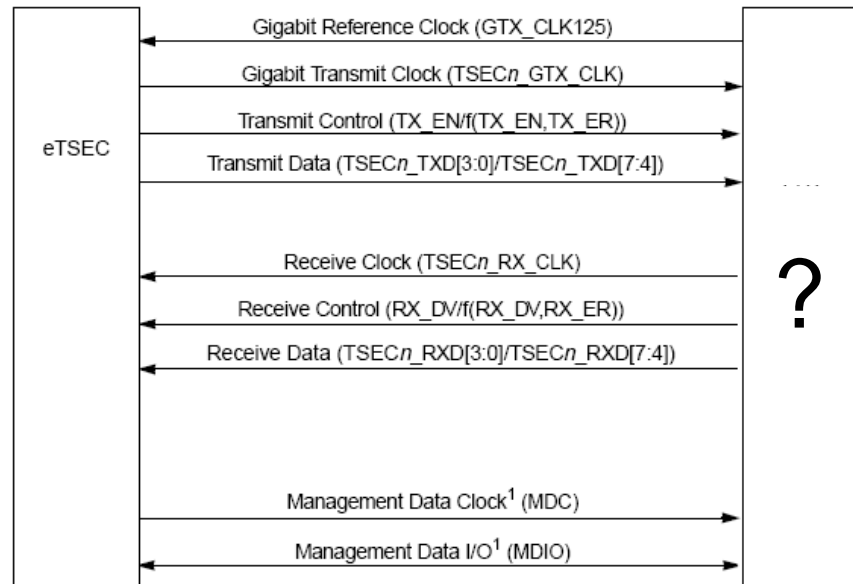 Gigabit Reference Clock (GTX_CLK125)
Gigabit Transmit Clock (TSECn_GTX_CLK)
Transmit Control (TX_EN/f(TX_EN,TX_ER))
eTSEC
Transmit Data (TSECn_TXD[3:0]/TSECn_TXD[7:4])
Receive Clock (TSECn_RX_CLK)
?
Receive Control (RX_DV/f(RX_DV,RX_ER))
Receive Data (TSECn_RXD[3:0]/TSECn_RXD[7:4])
Management Data Clock¹ (MDC)
Management Data I/O¹ (MDIO)